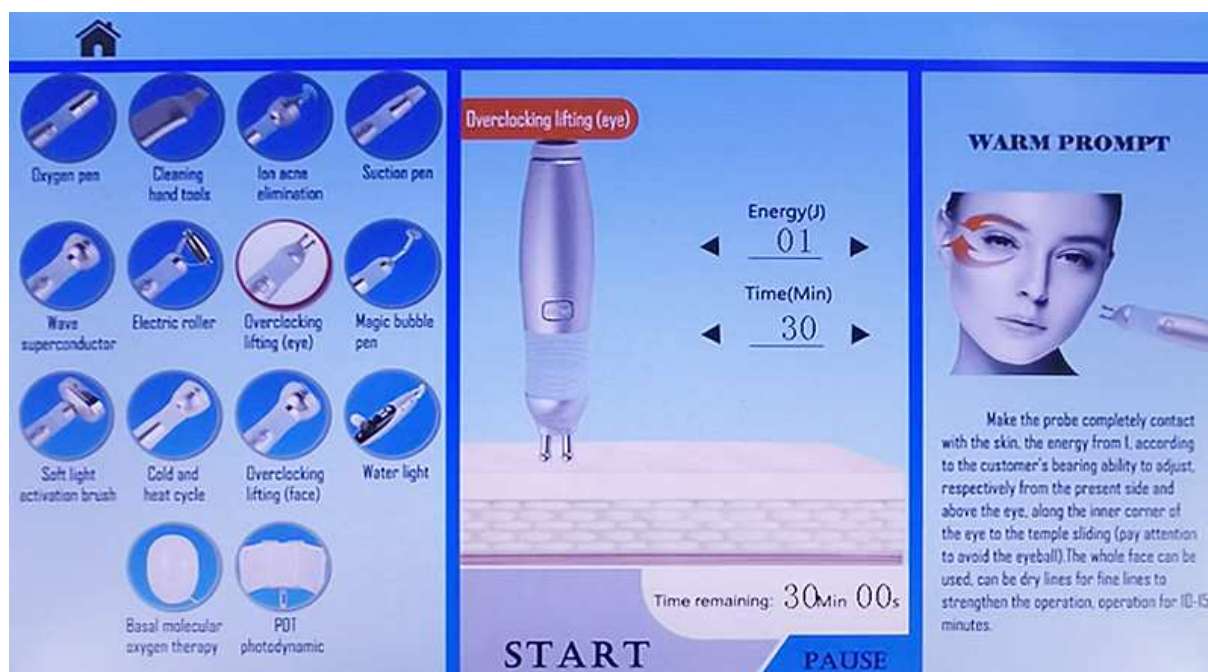 Oxygen pen
Cleaning
hand tools
Ion acne
elimination
Suction pen
Wave
superconductor
Electric roller
Overclocking
lifting (eye)
Magic bubble
pen
Soft light
activation brush
Cold and
heat cycle
Overclocking
lifting (face)
Water light
Basal molecular
oxygen therapy
PDT
photodynamic
Overclocking lifting (eye)
Energy(J)
01
Time(Min)
30
Time remaining: 30Min 00s
START
PAUSE
WARM PROMPT
Make the probe completely contact
with the skin, the energy from 1, according
to the customer's bearing ability to adjust,
respectively from the present side and
above the eye, along the inner corner of
the eye to the temple sliding (pay attention
to avoid the eyeball).The whole face can be
used, can be dry lines for fine lines to
strengthen the operation, operation for 10-15
minutes.